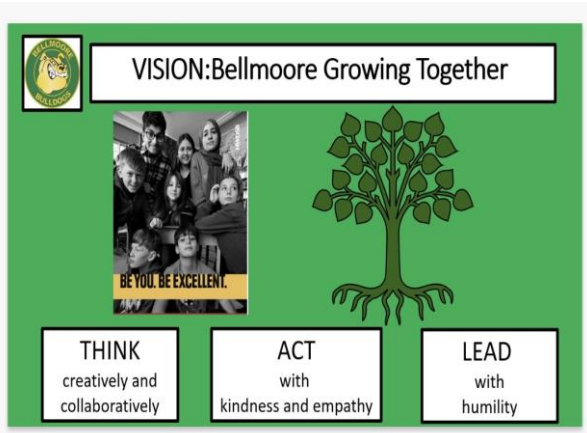 BELLMOORE
BULLDOGS
VISION:Bellmoore Growing Together
BE YOU. BE EXCELLENT.
THINK
creatively and
collaboratively
ACT
with
kindness and empathy
LEAD
with
humility